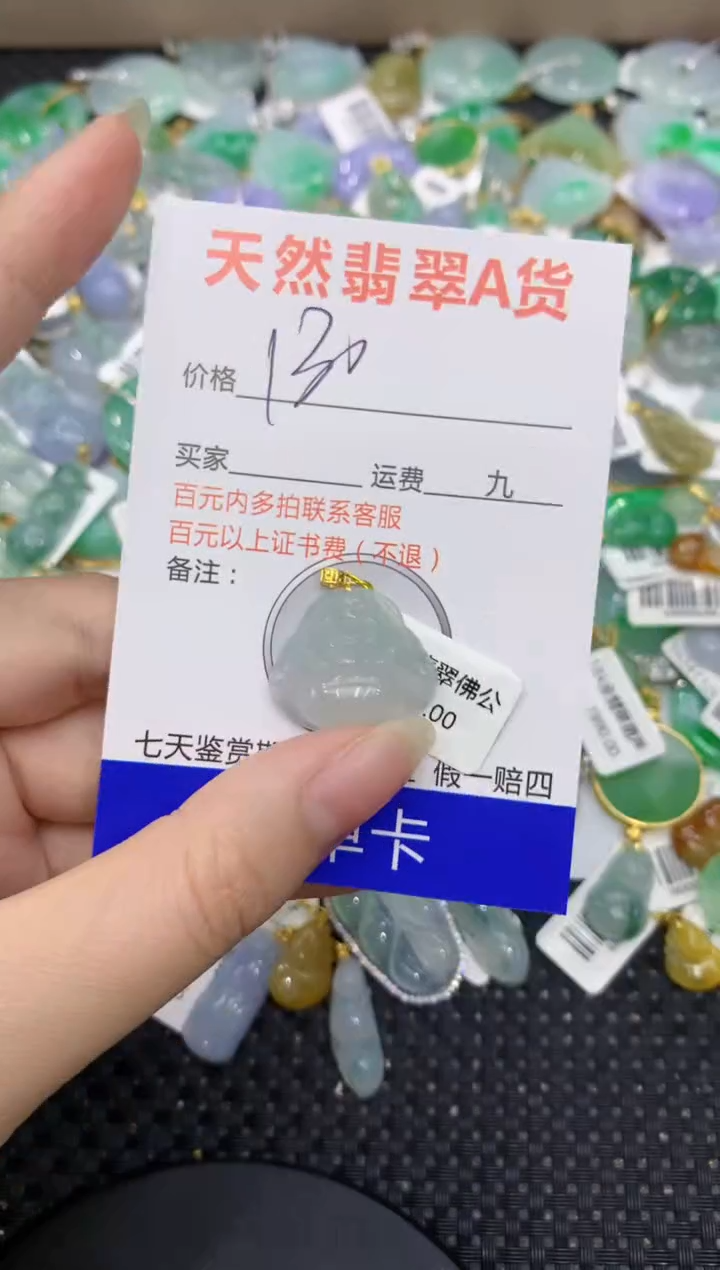 天然翡翠A货
价格 130
买家 运费 九
百元内多拍联系客服
百元以上证书费（不退）
备注：
翠佛公
.00
七天鉴赏 假一赔四
卡